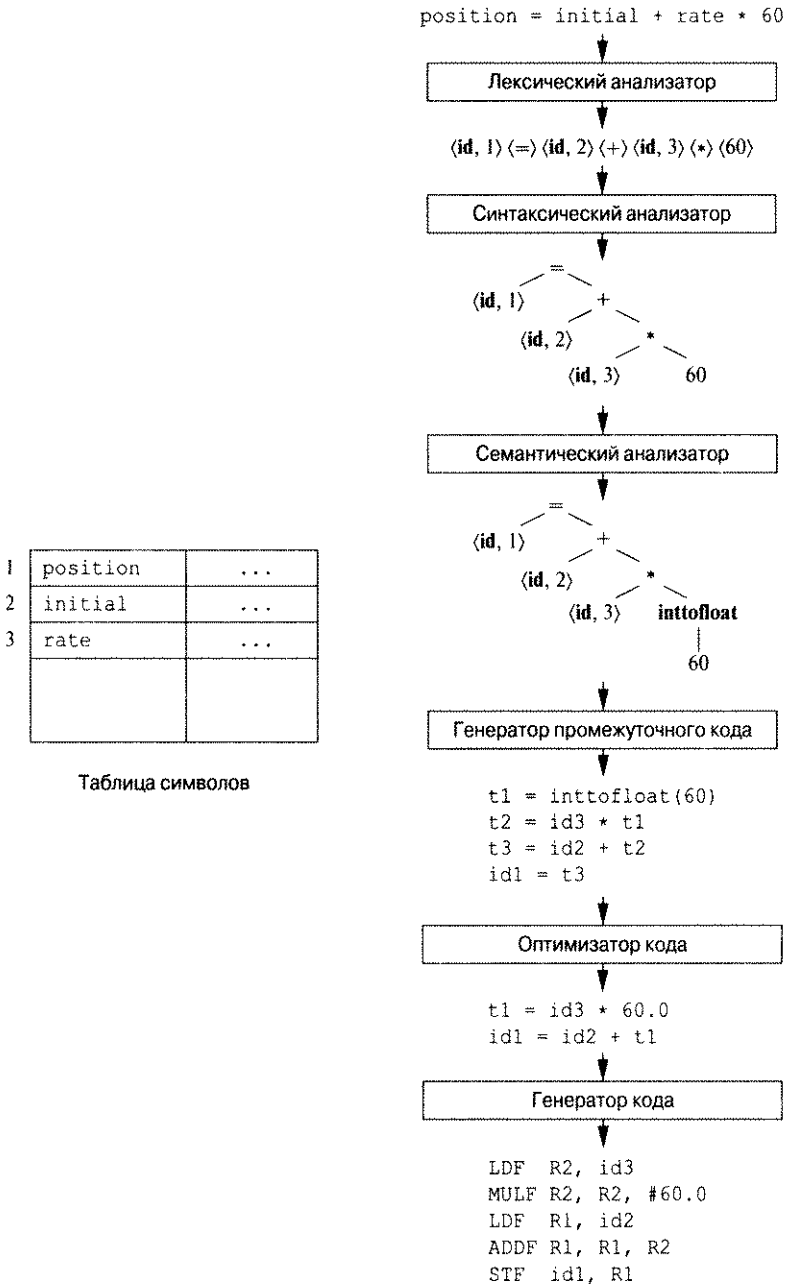 position = initial + rate * 60
Лексический анализатор
⟨id, 1⟩ ⟨=⟩ ⟨id, 2⟩ ⟨+⟩ ⟨id, 3⟩ ⟨*⟩ ⟨60⟩
Синтаксический анализатор
=
⟨id, 1⟩ +
⟨id, 2⟩ *
⟨id, 3⟩ 60
Семантический анализатор
=
⟨id, 1⟩ +
⟨id, 2⟩ *
⟨id, 3⟩ inttofloat
60
1 position ...
2 initial ...
3 rate ...
Таблица символов
Генератор промежуточного кода
t1 = inttofloat(60)
t2 = id3 * t1
t3 = id2 + t2
id1 = t3
Оптимизатор кода
t1 = id3 * 60.0
id1 = id2 + t1
Генератор кода
LDF R2, id3
MULF R2, R2, #60.0
LDF R1, id2
ADDF R1, R1, R2
STF id1, R1